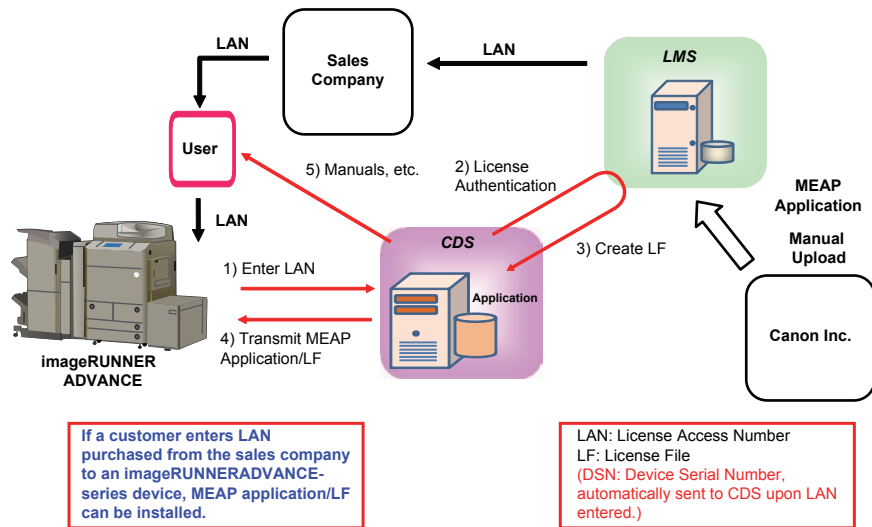 LAN
Sales
Company
LAN
LMS
User
5) Manuals, etc.
2) License
Authentication
MEAP
Application
Manual
Upload
LAN
CDS
3) Create LF
1) Enter LAN
Application
4) Transmit MEAP
Application/LF
Canon Inc.
imageRUNNER
ADVANCE
If a customer enters LAN
purchased from the sales company
to an imageRUNNERADVANCE-
series device, MEAP application/LF
can be installed.
LAN: License Access Number
LF: License File
(DSN: Device Serial Number,
automatically sent to CDS upon LAN
entered.)